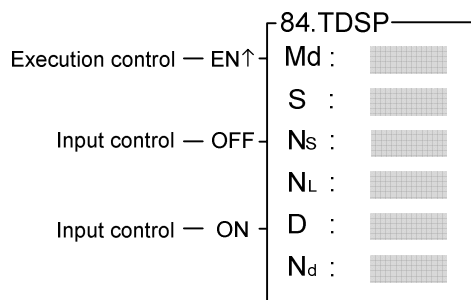 84.TDSP
Execution control — EN↑ Md :
S :
Input control — OFF Ns :
NL :
Input control — ON D :
Nd :